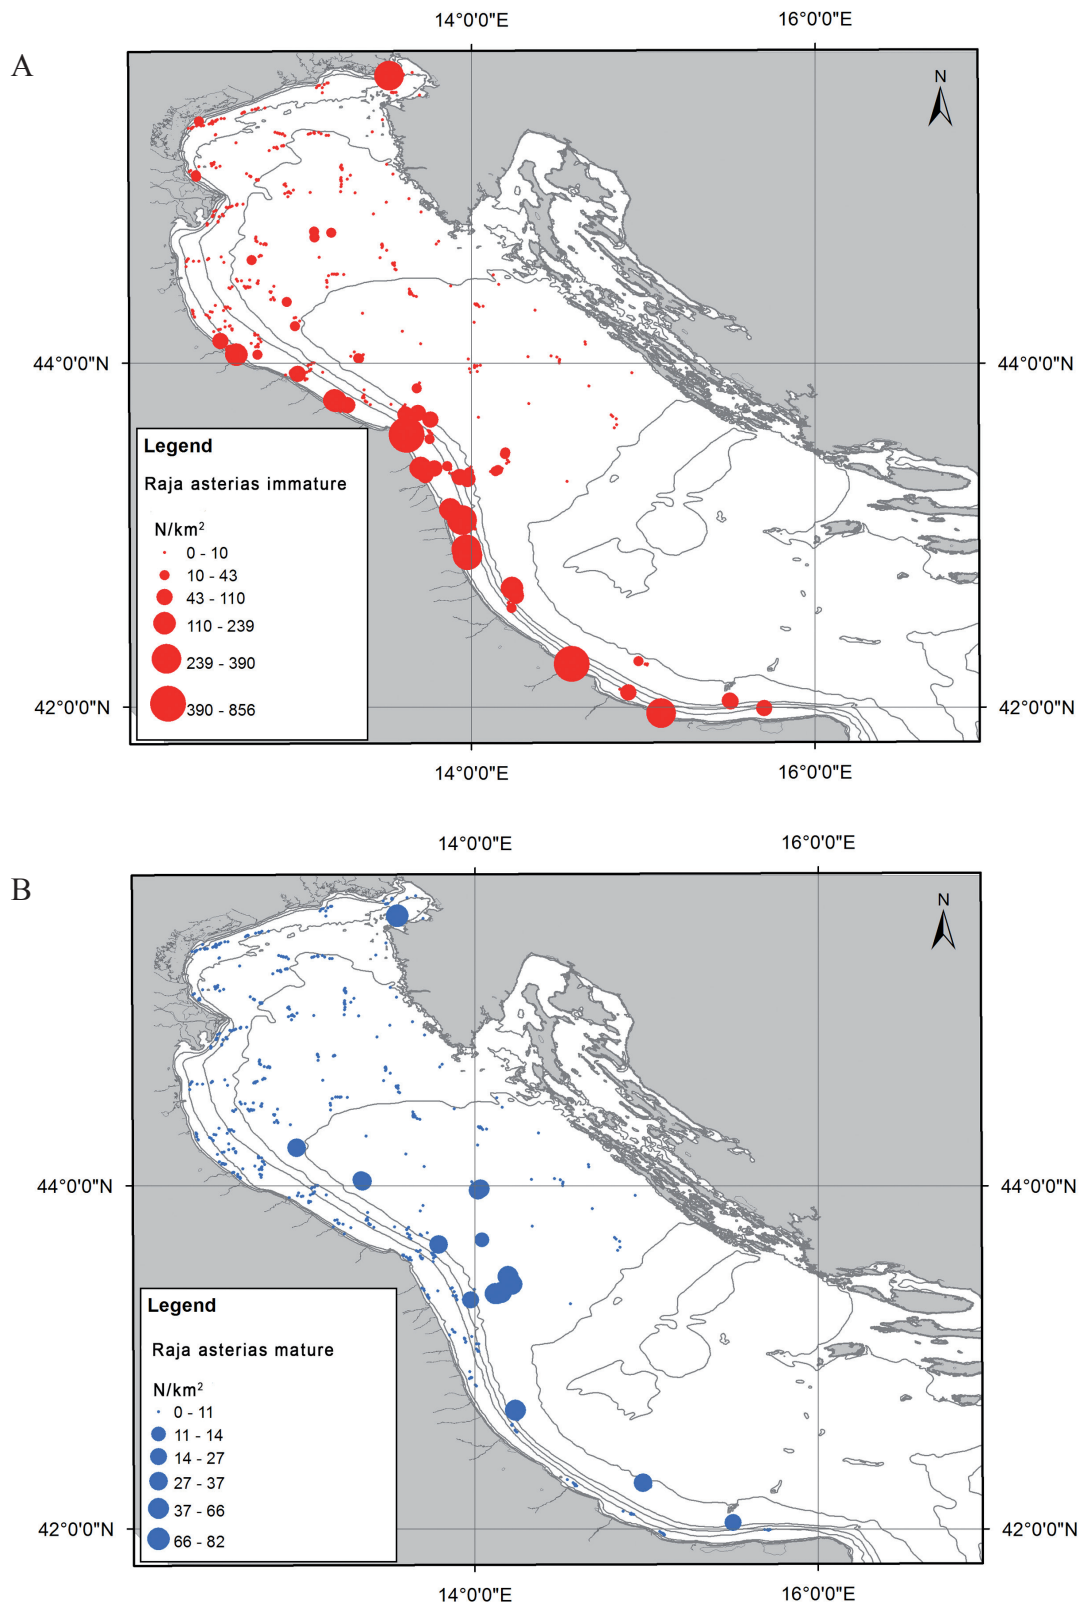 14°0'0"E 16°0'0"E
A
N
44°0'0"N 44°0'0"N
Legend
Raja asterias immature
N/km²
0 - 10
10 - 43
43 - 110
110 - 239
239 - 390
390 - 856
42°0'0"N 42°0'0"N
14°0'0"E 16°0'0"E
14°0'0"E 16°0'0"E
B
N
44°0'0"N 44°0'0"N
Legend
Raja asterias mature
N/km²
0 - 11
11 - 14
14 - 27
27 - 37
37 - 66
66 - 82
42°0'0"N 42°0'0"N
14°0'0"E 16°0'0"E